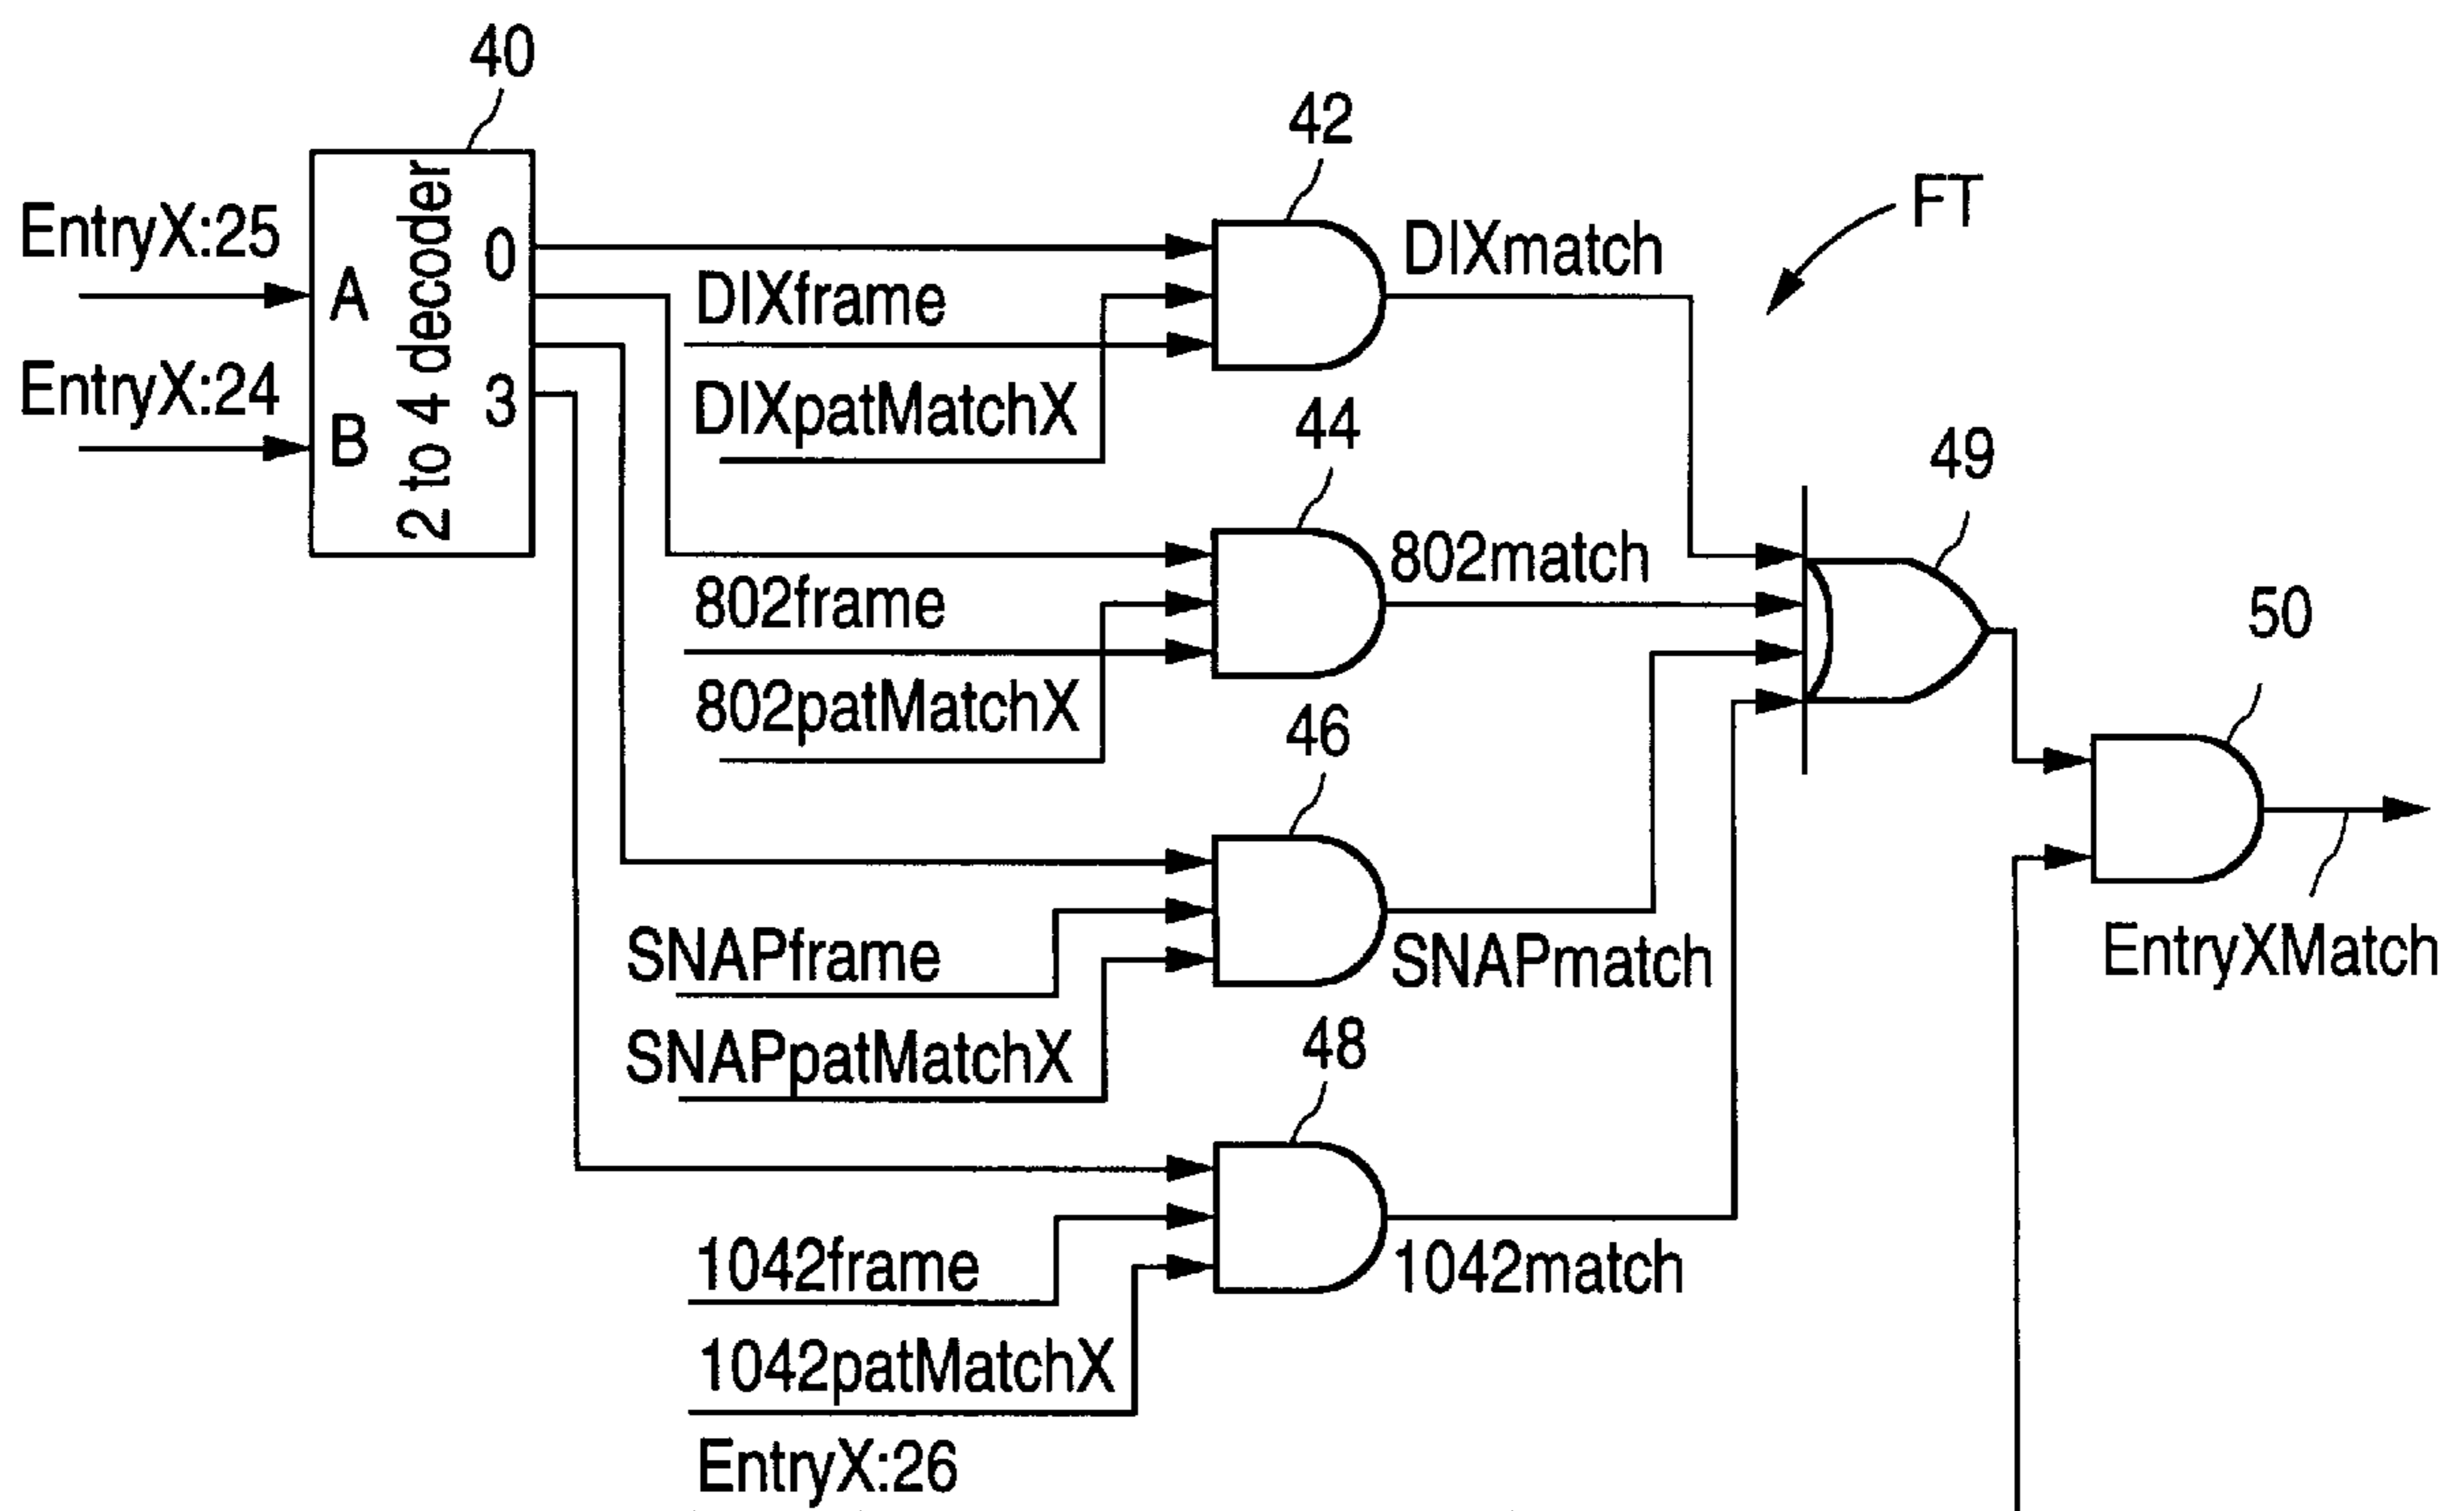 40
42
FT
EntryX:25
A
2 to 4 decoder
0
DIXframe
DIXmatch
EntryX:24
B
3
DIXpatMatchX
44
49
802frame
802match
50
802patMatchX
46
SNAPframe
SNAPmatch
EntryXMatch
SNAPpatMatchX
48
1042frame
1042match
1042patMatchX
EntryX:26